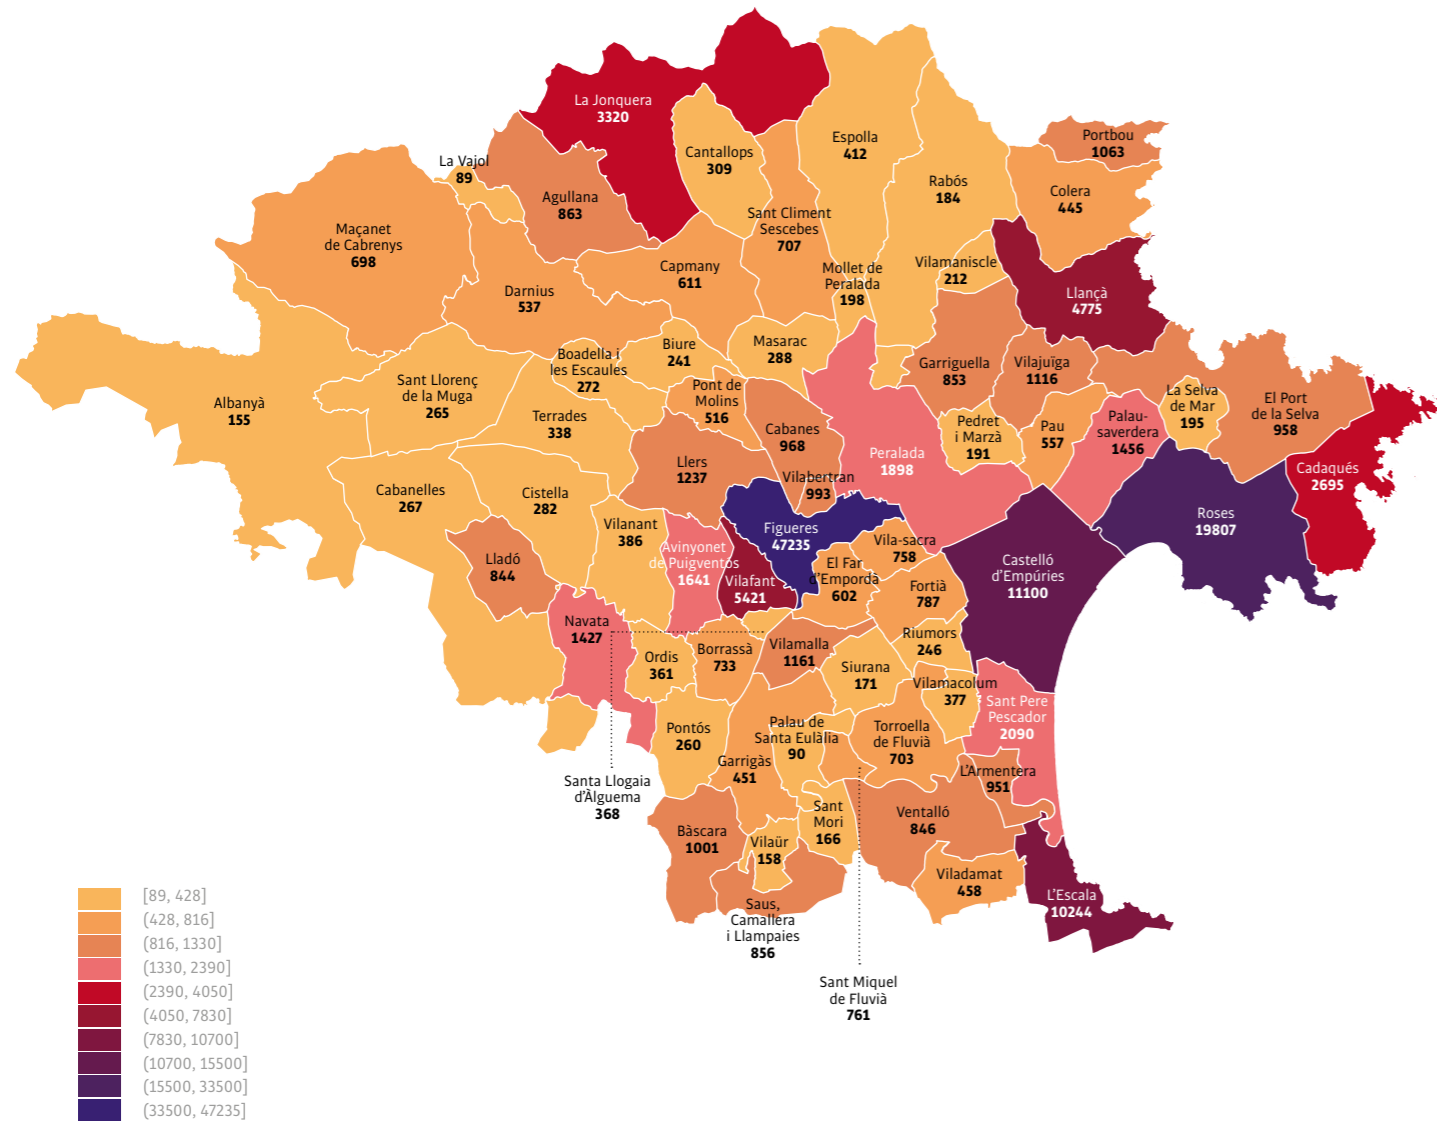 La Jonquera
3320
Cantallops
309
Espolla
412
Portbou
1063
La Vajol
89
Agullana
863
Rabós
184
Colera
445
Maçanet
de Cabrenys
698
Sant Climent
Sescebes
707
Capmany
611
Mollet de
Peralada
198
Vilamaniscle
212
Darnius
537
Llançà
4775
Boadella i
les Escaules
272
Biure
241
Masarac
288
Garriguella
853
Vilajuïga
1116
Albanyà
155
Sant Llorenç
de la Muga
265
Pont de
Molins
516
La Selva
de Mar
195
El Port
de la Selva
958
Terrades
338
Cabanes
968
Pedret
i Marzà
191
Pau
557
Palau-
saverdera
1456
Llers
1237
Peralada
1898
Cadaqués
2695
Cabanelles
267
Cistella
282
Vilabertran
993
Roses
19807
Vilanant
386
Figueres
47235
Vila-sacra
758
Lladó
844
Avinyonet
de Puigventós
1641
Vilafant
5421
El Far
d'Empordà
602
Castelló
d'Empúries
11100
Fortià
787
Navata
1427
Ordis
361
Borrassà
733
Vilamalla
1161
Riumors
246
Siurana
171
Vilamacolum
377
Sant Pere
Pescador
2090
Pontós
260
Palau de
Santa Eulàlia
90
Torroella
de Fluvià
703
Garrigàs
451
L'Armentera
951
Santa Llogaia
d'Àlguema
368
Sant
Mori
166
Ventalló
846
Bàscara
1001
Vilaür
158
Viladamat
458
L'Escala
10244
Saus,
Camallera
i Llampaies
856
Sant Miquel
de Fluvià
761
[89, 428]
(428, 816]
(816, 1330]
(1330, 2390]
(2390, 4050]
(4050, 7830]
(7830, 10700]
(10700, 15500]
(15500, 33500]
(33500, 47235]